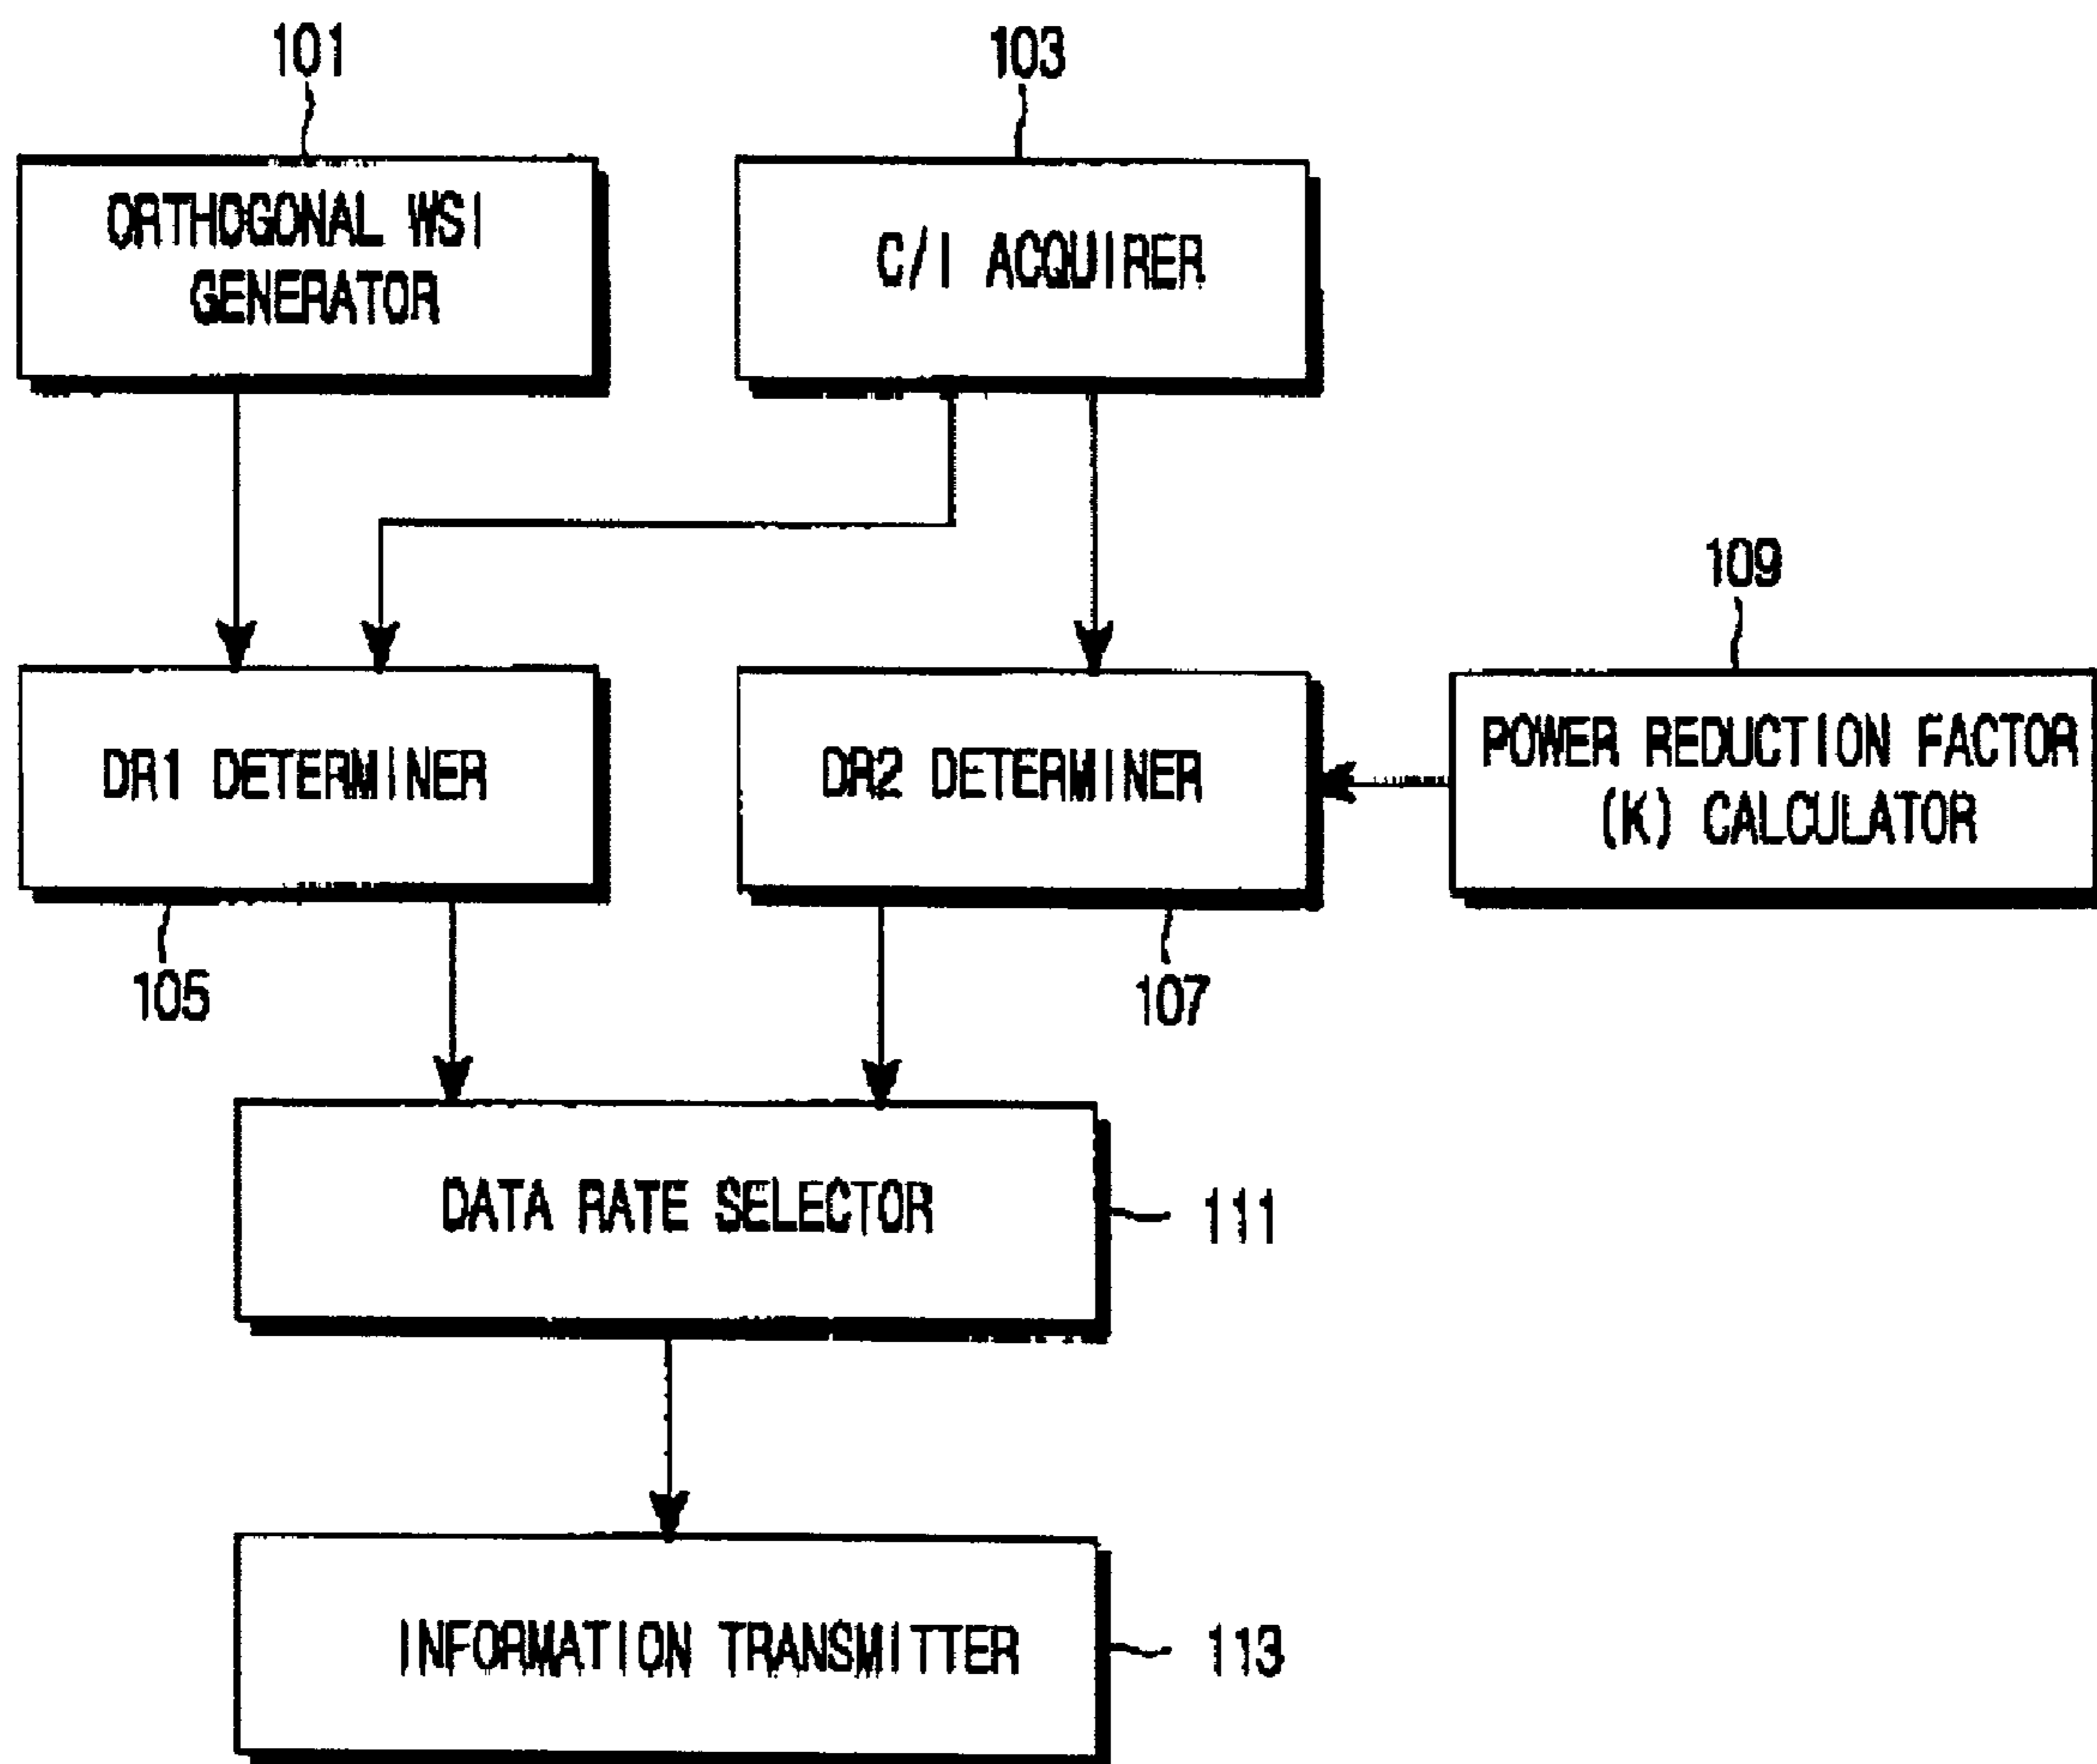 101
103
ORTHOGONAL WSI
GENERATOR
C/I ACQUIRER
109
DR1 DETERMINER
DR2 DETERMINER
POWER REDUCTION FACTOR
(K) CALCULATOR
105
107
DATA RATE SELECTOR
111
INFORMATION TRANSMITTER
113